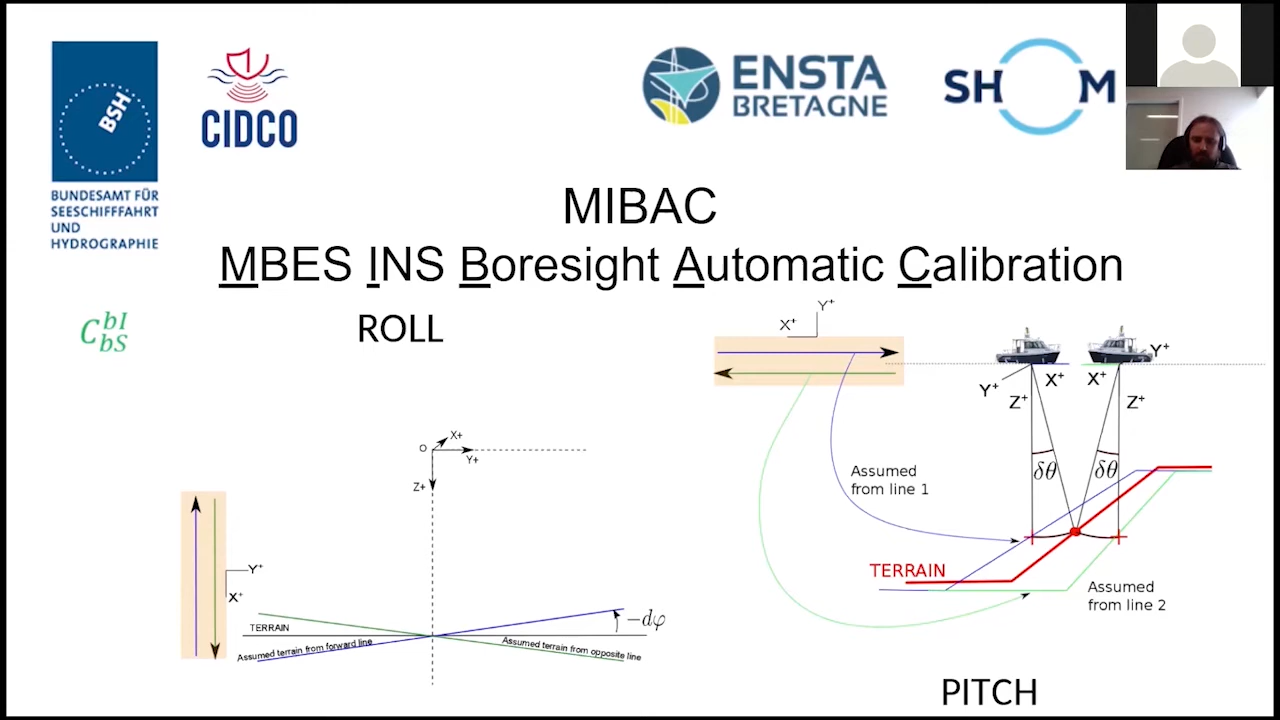 BSH
BUNDESAMT FÜR
SEESCHIFFFAHRT
UND
HYDROGRAPHIE
CIDCO
ENSTA
BRETAGNE
SHOM
MIBAC
MBES INS Boresight Automatic Calibration
C bI bS
ROLL
O
X+
Y+
Z+
Y+
X+
TERRAIN
Assumed terrain from forward line
Assumed terrain from opposite line
−dφ
Y+
X+
Y+
X+
X+
Y+
Z+
Z+
δθ
δθ
Assumed
from line 1
TERRAIN
Assumed
from line 2
PITCH